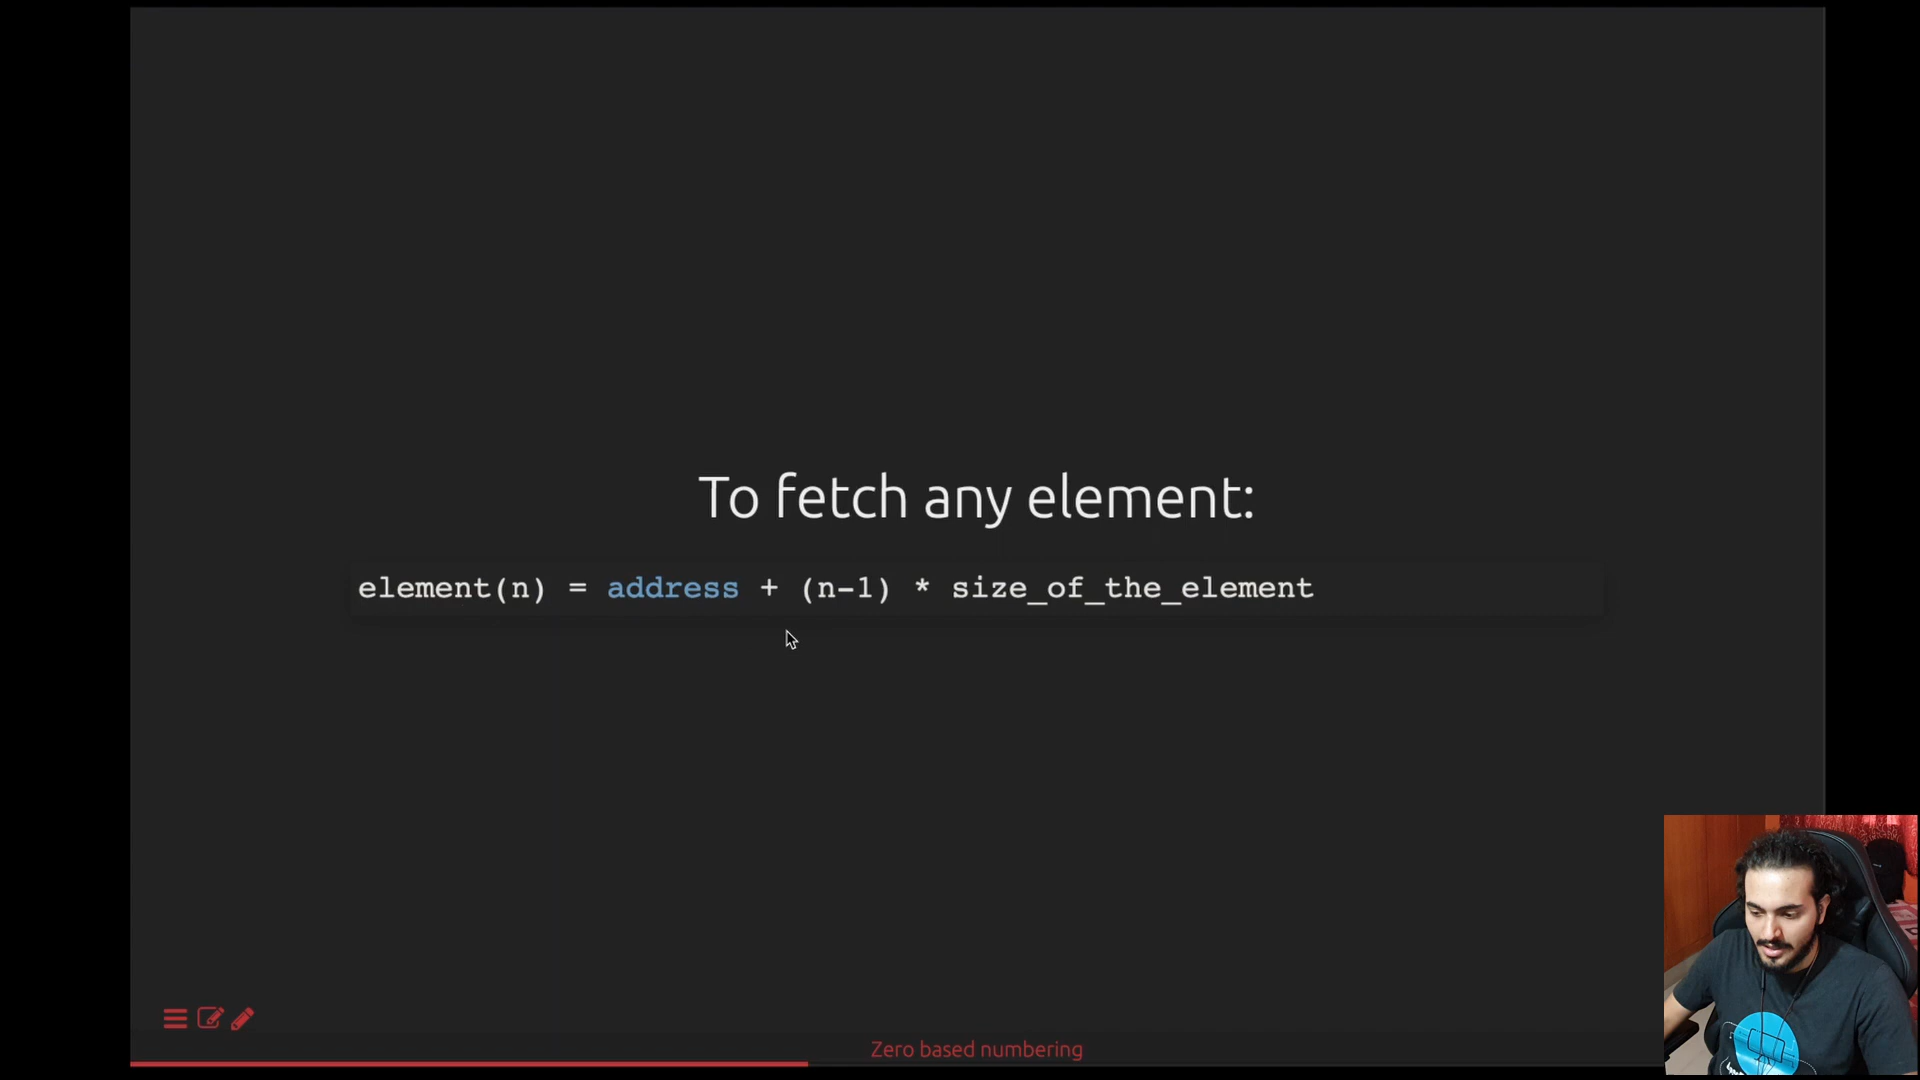 To fetch any element:
element(n) = address + (n-1) * size_of_the_element
Zero based numbering